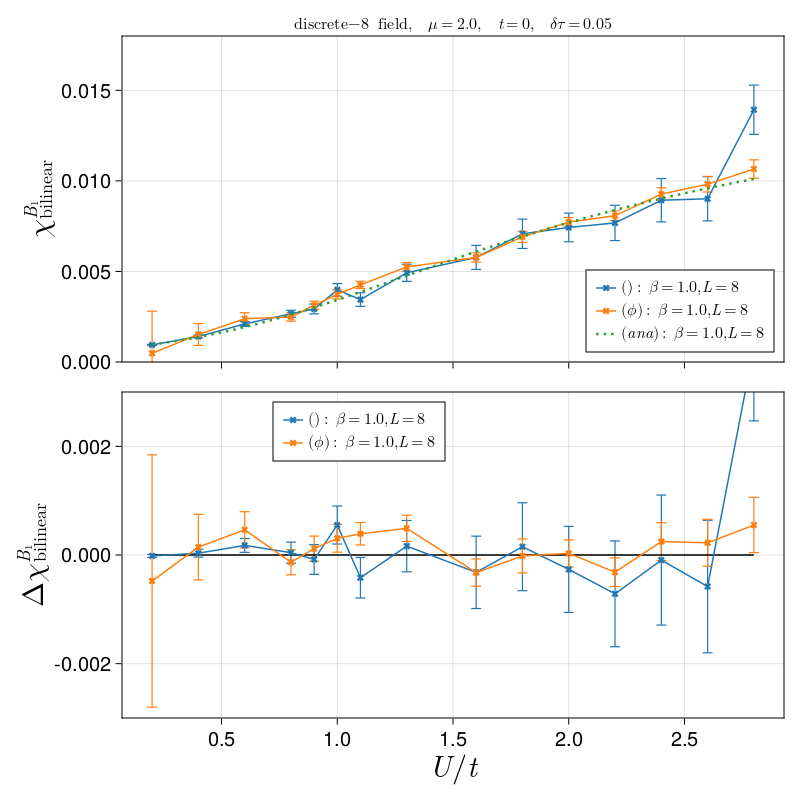 discrete−8 field, μ = 2.0, t = 0, δτ = 0.05
χ^{B_1}_{bilinear}
0.015
0.010
0.005
0.000
() : β = 1.0, L = 8
(ϕ) : β = 1.0, L = 8
(ana) : β = 1.0, L = 8
Δχ^{B_1}_{bilinear}
0.002
0.000
-0.002
() : β = 1.0, L = 8
(ϕ) : β = 1.0, L = 8
0.5 1.0 1.5 2.0 2.5
U/t